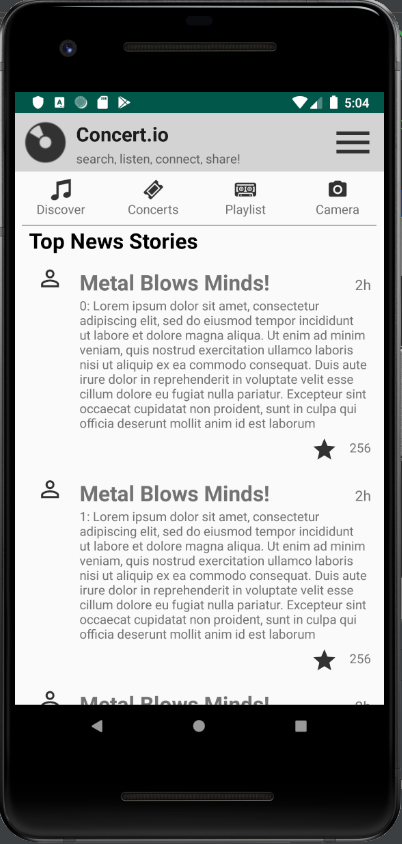 5:04
Concert.io
search, listen, connect, share!
Discover Concerts Playlist Camera
Top News Stories
Metal Blows Minds! 2h
0: Lorem ipsum dolor sit amet, consectetur
adipiscing elit, sed do eiusmod tempor incididunt
ut labore et dolore magna aliqua. Ut enim ad minim
veniam, quis nostrud exercitation ullamco laboris
nisi ut aliquip ex ea commodo consequat. Duis aute
irure dolor in reprehenderit in voluptate velit esse
cillum dolore eu fugiat nulla pariatur. Excepteur sint
occaecat cupidatat non proident, sunt in culpa qui
officia deserunt mollit anim id est laborum
256
Metal Blows Minds! 2h
1: Lorem ipsum dolor sit amet, consectetur
adipiscing elit, sed do eiusmod tempor incididunt
ut labore et dolore magna aliqua. Ut enim ad minim
veniam, quis nostrud exercitation ullamco laboris
nisi ut aliquip ex ea commodo consequat. Duis aute
irure dolor in reprehenderit in voluptate velit esse
cillum dolore eu fugiat nulla pariatur. Excepteur sint
occaecat cupidatat non proident, sunt in culpa qui
officia deserunt mollit anim id est laborum
256
Metal Blows Minds! 2h